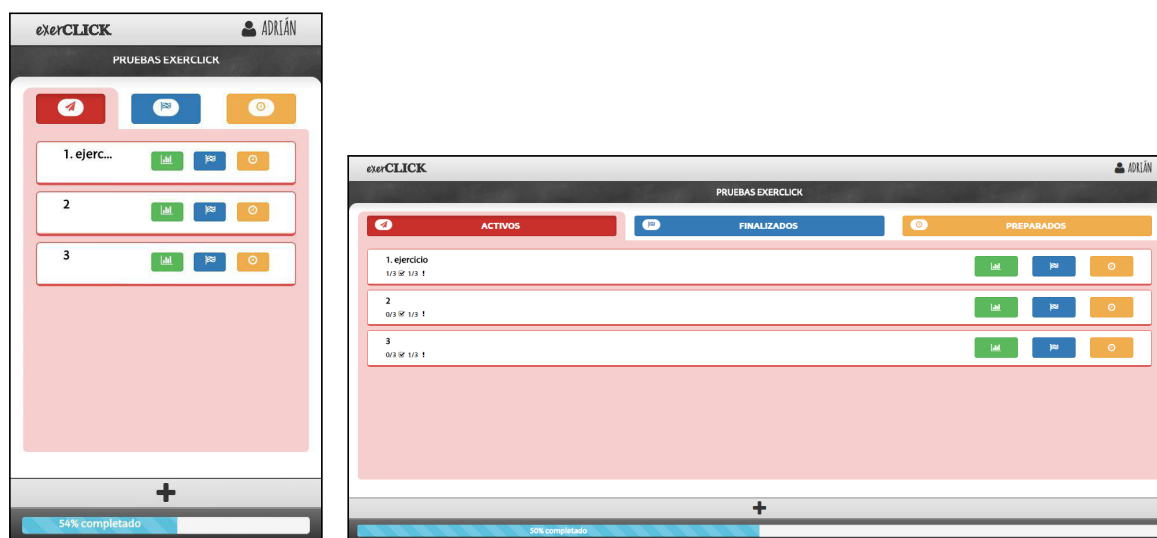 exerCLICK ADRIÁN
PRUEBAS EXERCLICK
1. ejerc...
2
3
54% completado
exerCLICK ADRIÁN
PRUEBAS EXERCLICK
ACTIVOS FINALIZADOS PREPARADOS
1. ejercicio
1/3 1/3 !
2
0/3 1/3 !
3
0/3 1/3 !
50% completado